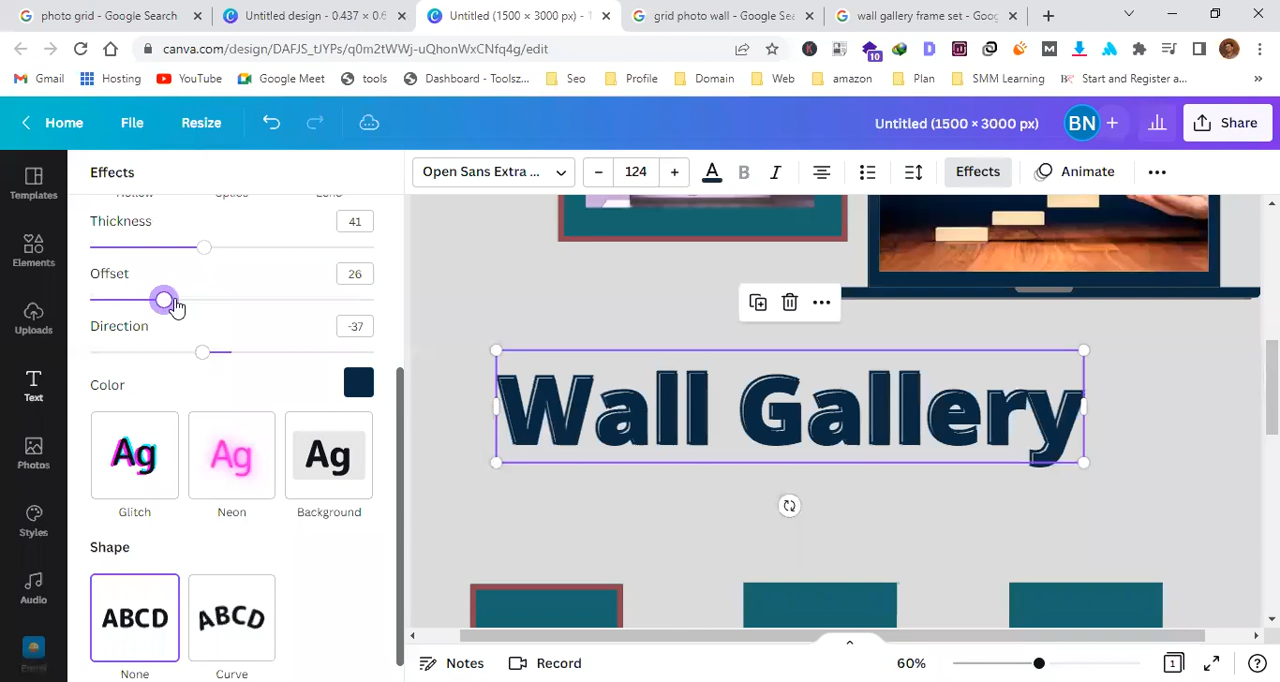 photo grid - Google Search
Untitled design - 0.437 × 0.6
Untitled (1500 × 3000 px) -
grid photo wall - Google Sea
wall gallery frame set - Goog
canva.com/design/DAFJS_tJYPs/q0m2tWWj-uQhonWxCNfq4g/edit
10
Gmail
Hosting
YouTube
Google Meet
tools
Dashboard - Toolsz...
Seo
Profile
Domain
Web
amazon
Plan
SMM Learning
Start and Register a...
»
Home
File
Resize
Untitled (1500 × 3000 px)
BN
+
Share
Templates
Elements
Uploads
Text
Photos
Styles
Audio
Effects
Open Sans Extra ...
124
A
B
I
Effects
Animate
Thickness
41
Offset
26
Direction
-37
Color
Ag
Ag
Ag
Glitch
Neon
Background
Shape
ABCD
ABCD
None
Curve
Wall Gallery
Notes
Record
60%
1